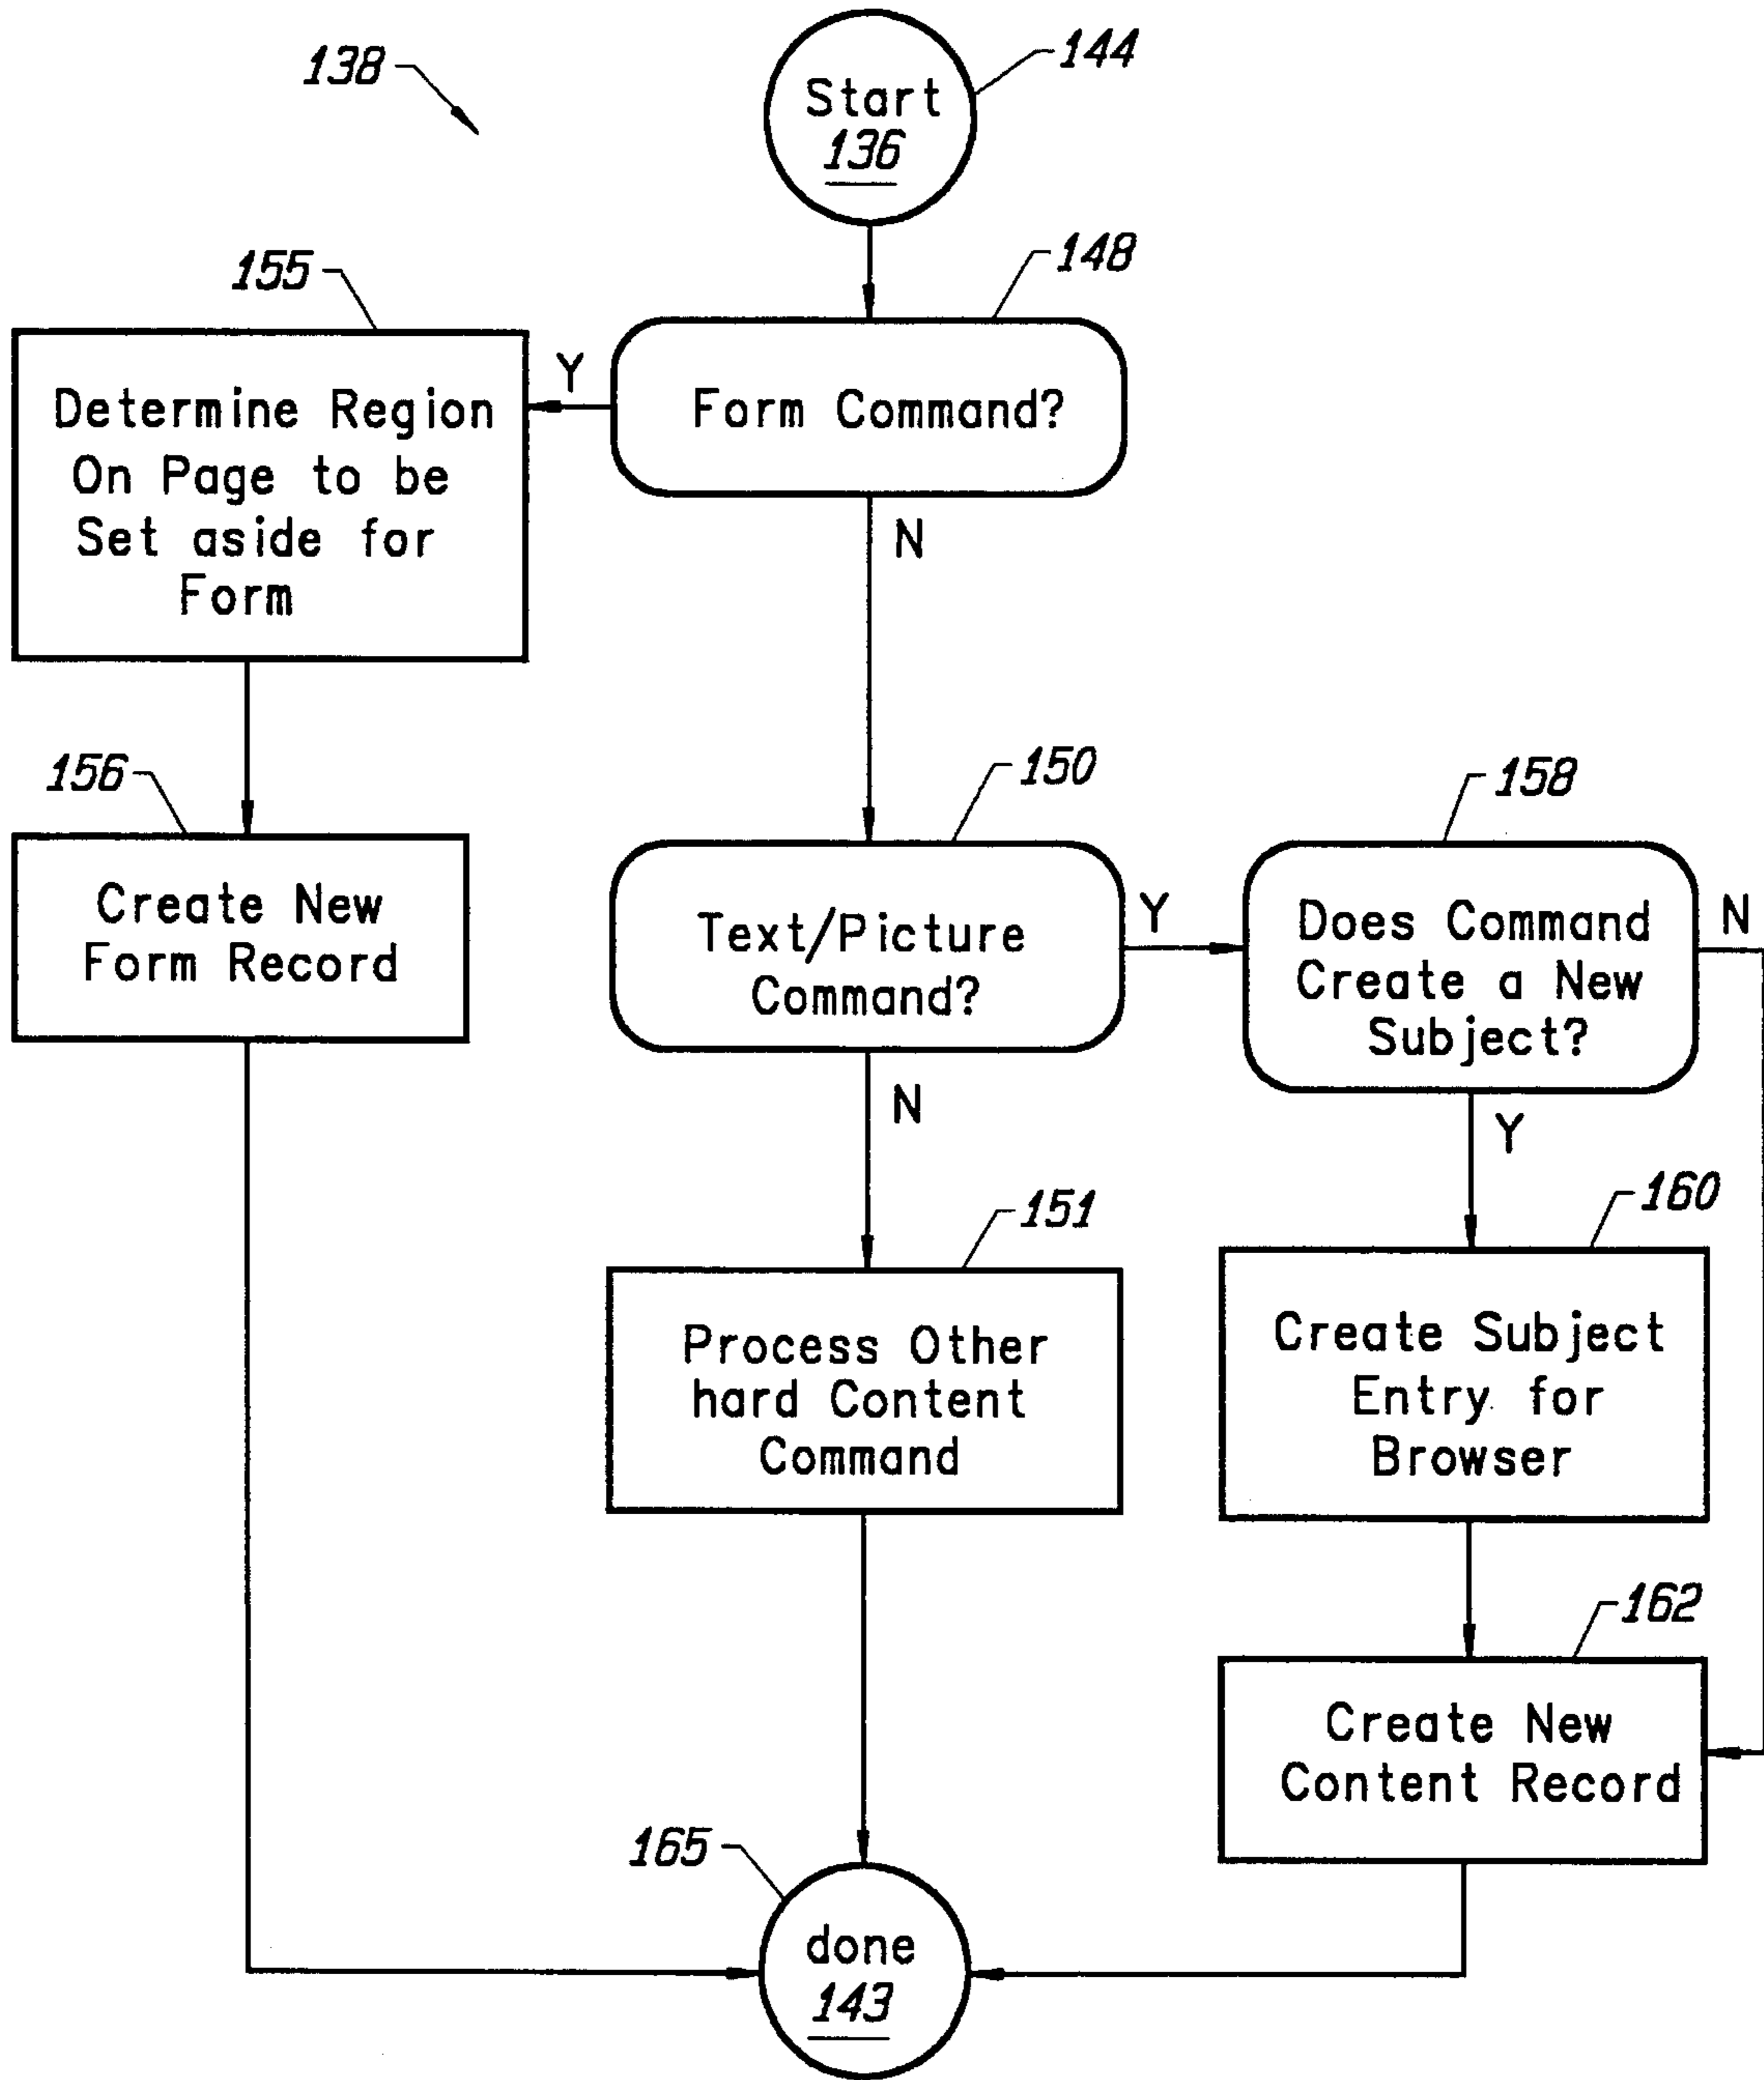 138
144
Start
136
148
155
Y
Form Command?
Determine Region
On Page to be
Set aside for
Form
N
156
150
158
Create New
Form Record
Text/Picture
Command?
Y
Does Command
Create a New
Subject?
N
N
Y
151
160
Process Other
hard Content
Command
Create Subject
Entry for
Browser
162
Create New
Content Record
165
done
143